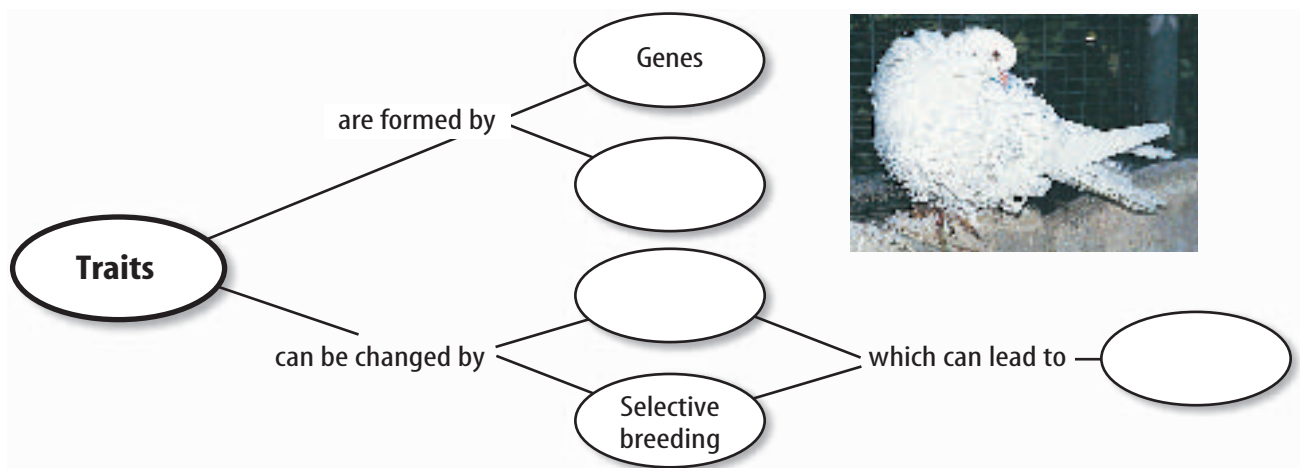 Genes
are formed by
Traits
can be changed by
which can lead to
Selective
breeding